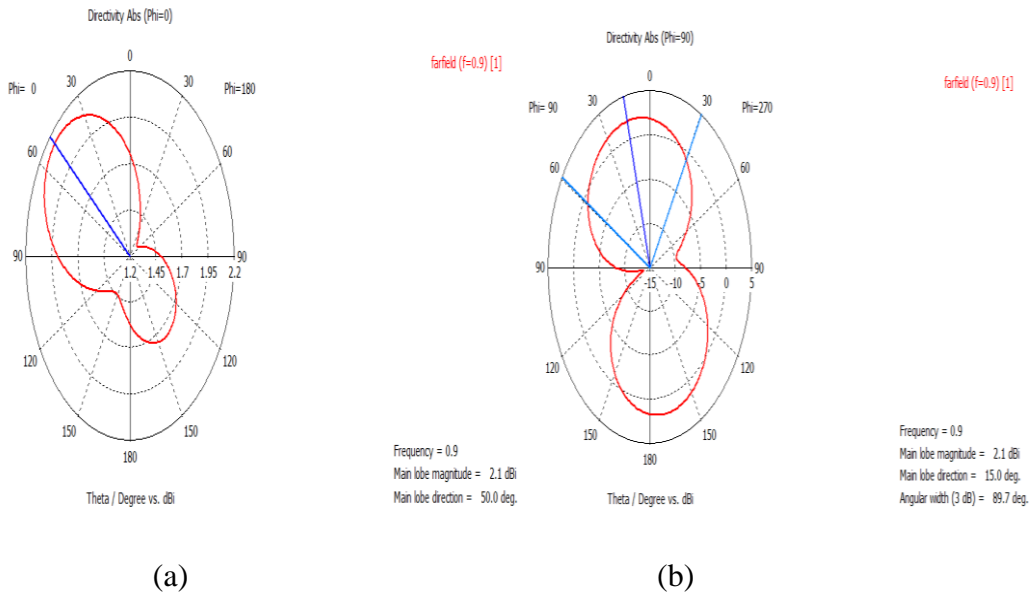 Directivity Abs (Phi=0)
farfield (f=0.9) [1]
0
30
30
Phi= 0
Phi=180
60
60
90
90
1.2
1.45
1.7
1.95
2.2
120
120
150
150
180
Frequency = 0.9
Main lobe magnitude = 2.1 dBi
Main lobe direction = 50.0 deg.
Theta / Degree vs. dBi
(a)
Directivity Abs (Phi=90)
farfield (f=0.9) [1]
0
30
30
Phi= 90
Phi=270
60
60
90
90
-15
-10
-5
0
5
120
120
150
150
180
Frequency = 0.9
Main lobe magnitude = 2.1 dBi
Main lobe direction = 15.0 deg.
Angular width (3 dB) = 89.7 deg.
Theta / Degree vs. dBi
(b)